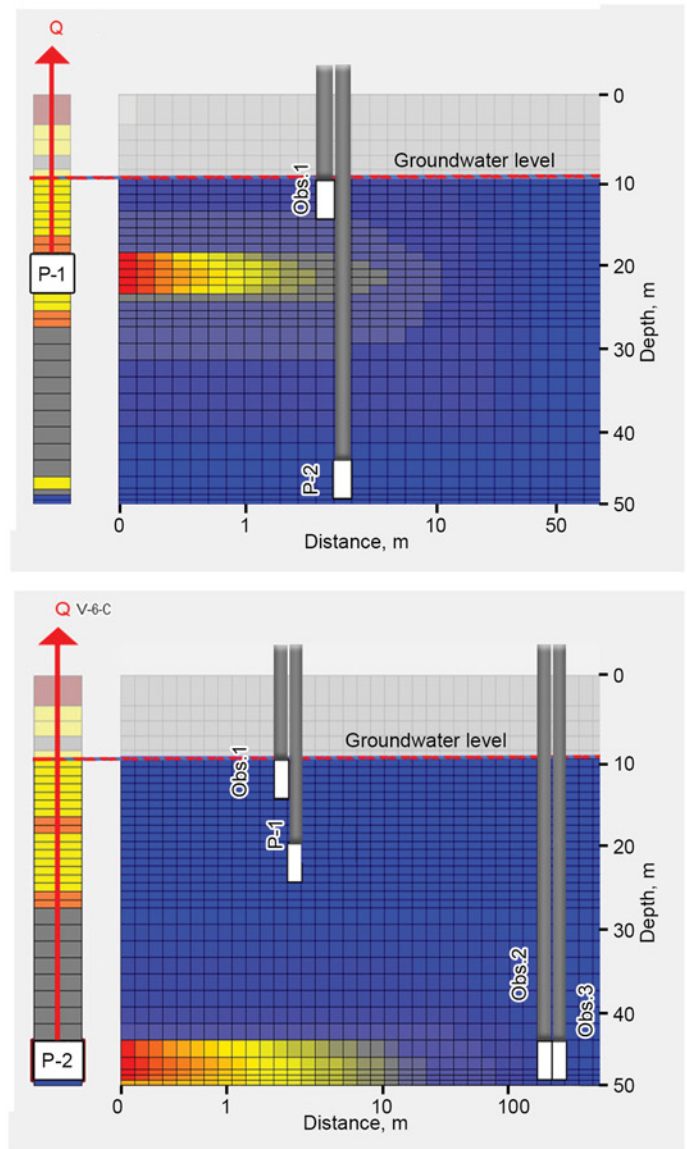 Q
0
Groundwater level
Obs.1
10
P-1
20
Depth, m
30
40
P-2
50
0
1
10
50
Distance, m
Q V-6-C
0
Groundwater level
Obs.1
10
P-1
20
Depth, m
30
Obs.2
Obs.3
40
P-2
50
0
1
10
100
Distance, m